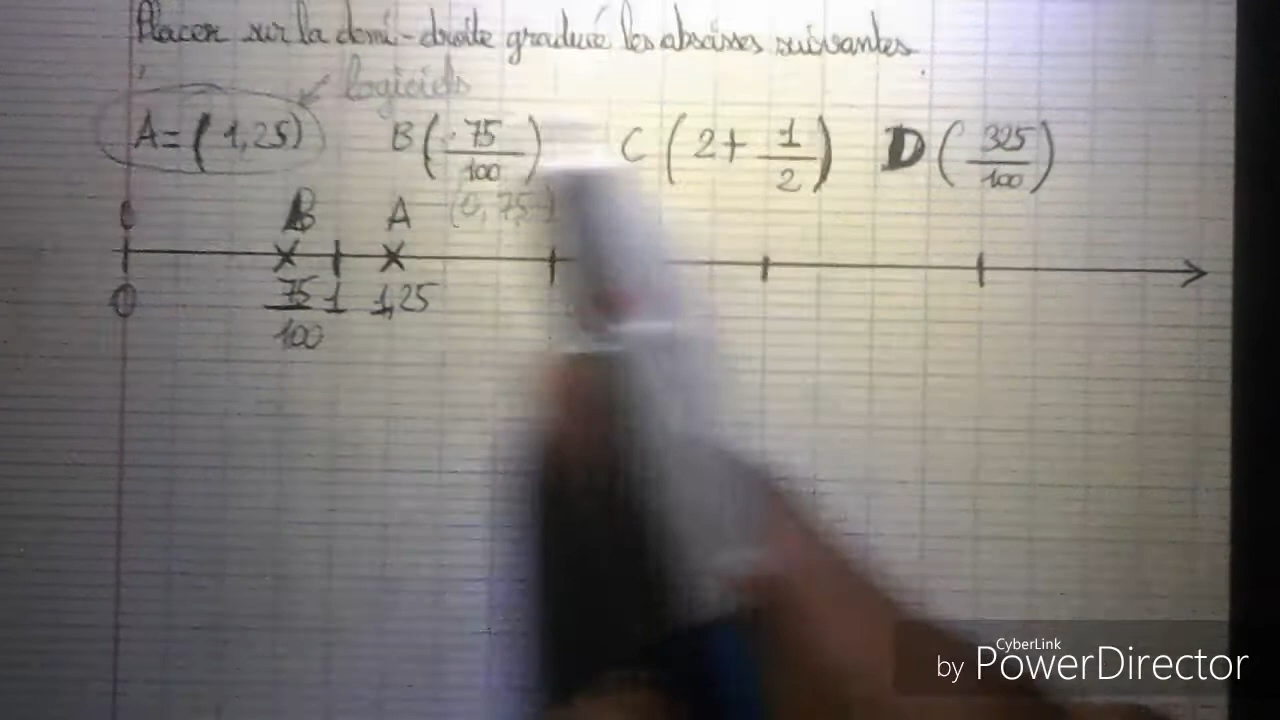 Placer sur la demi-droite graduée les abscisses suivantes.
logiciels
A=(1,25) B(75/100) C(2+1/2) D(325/100)
B A (0,75)
0 75/100 1 1,25
CyberLink
by PowerDirector